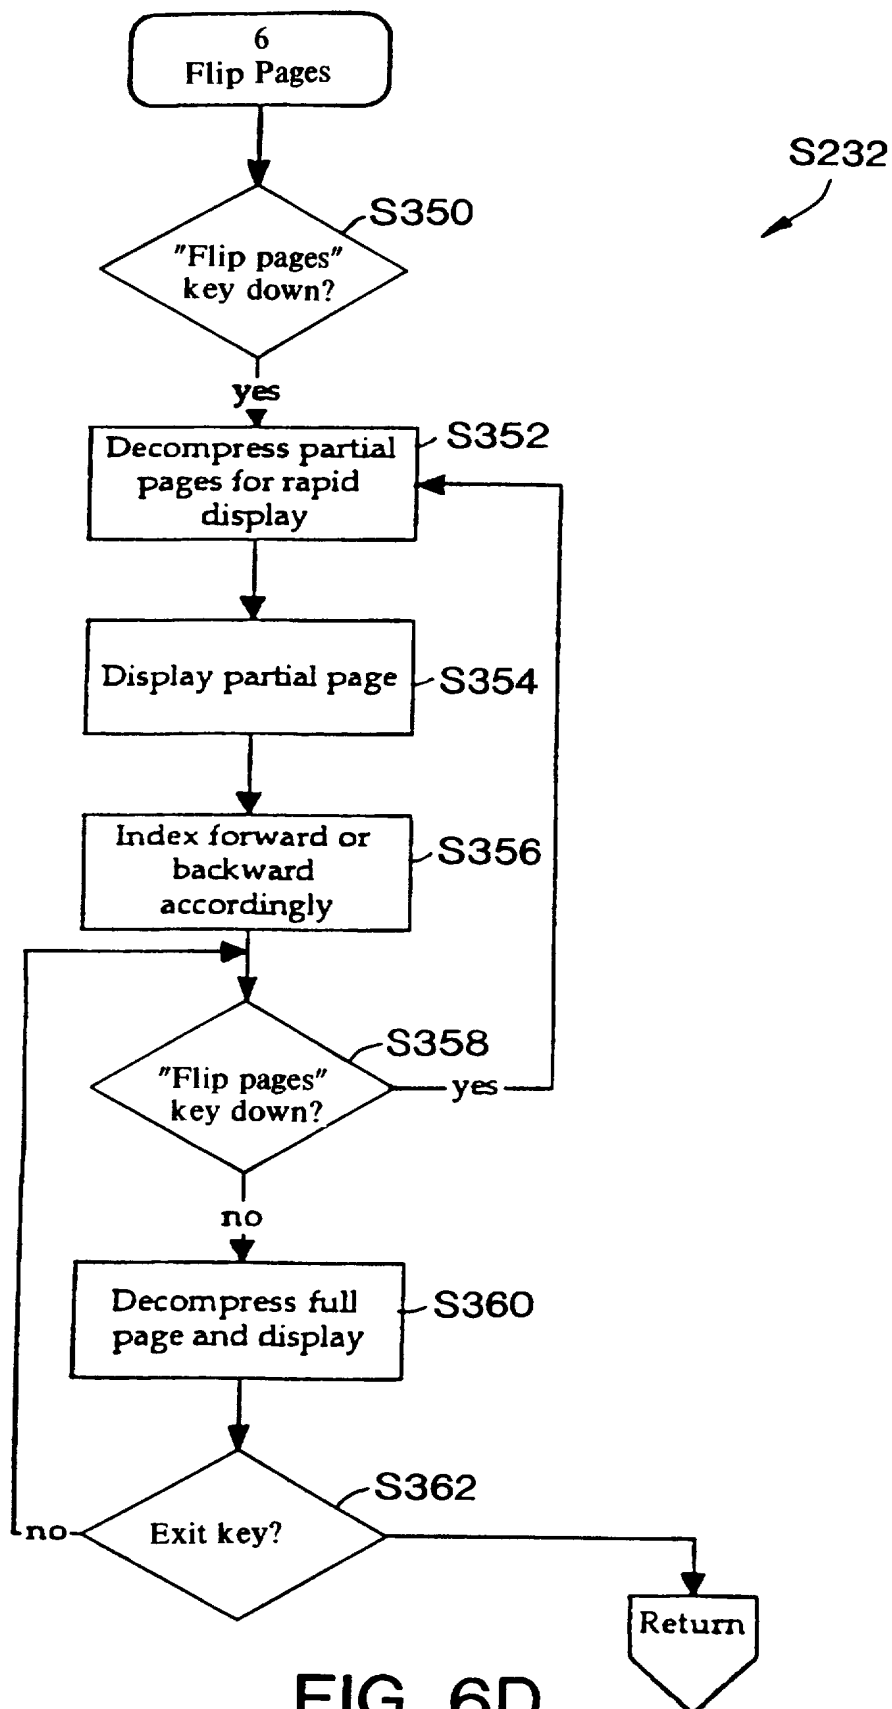 6
Flip Pages
S232
S350
"Flip pages"
key down?
yes
S352
Decompress partial
pages for rapid
display
Display partial page
S354
Index forward or
backward
accordingly
S356
S358
"Flip pages"
key down?
yes
no
Decompress full
page and display
S360
S362
no
Exit key?
Return
FIG. 6D